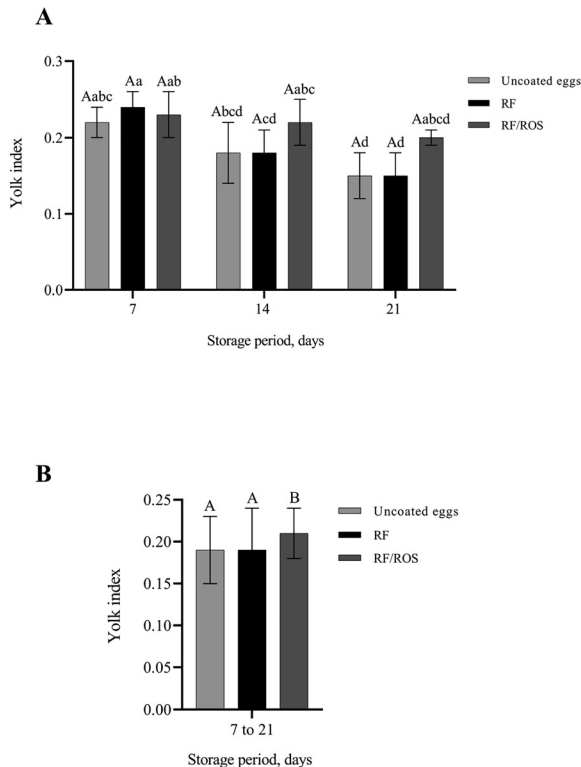 A
0.3
0.2
0.1
0.0
Yolk index
Aabc
Aa
Aab
Abcd
Acd
Aabc
Ad
Ad
Aabcd
7
14
21
Storage period, days
Uncoated eggs
RF
RF/ROS
B
0.25
0.20
0.15
0.10
0.05
0.00
Yolk index
A
A
B
7 to 21
Storage period, days
Uncoated eggs
RF
RF/ROS